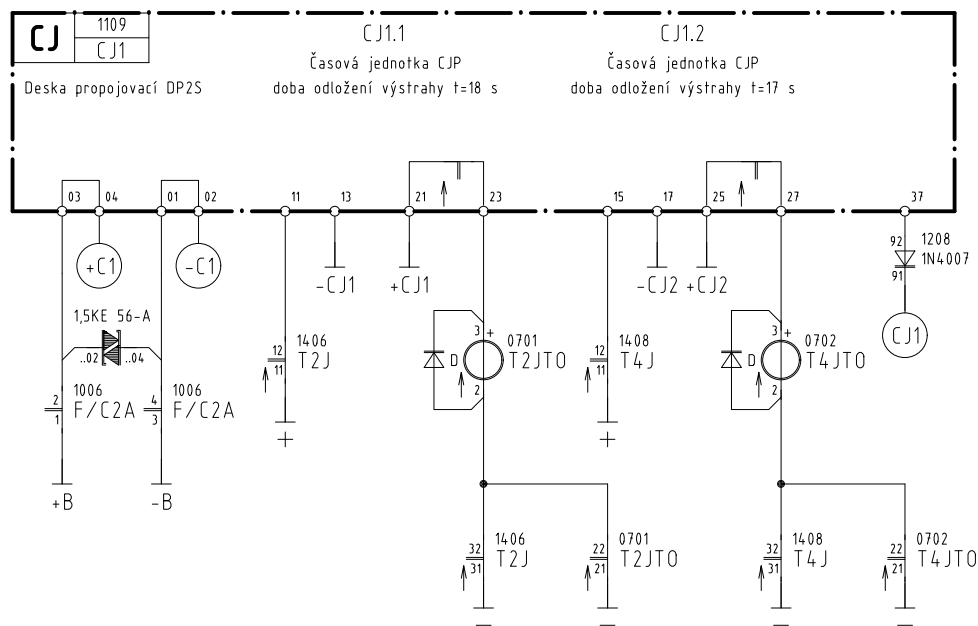 CJ
1109
CJ1
Deska propojovací DP2S
CJ1.1
Časová jednotka CJP
doba odložení výstrahy t=18 s
CJ1.2
Časová jednotka CJP
doba odložení výstrahy t=17 s
03 04 01 02 11 13 21 23 15 17 25 27 37
+C1
-C1
-CJ1
+CJ1
-CJ2
+CJ2
92
91
1208
1N4007
CJ1
1,5KE 56-A
..02
..04
2
1
1006
F/C2A
4
3
1006
F/C2A
+B
-B
12
11
1406
T2J
+
D
3
+
2
0701
T2JTO
12
11
1408
T4J
+
D
3
+
2
0702
T4JTO
32
31
1406
T2J
22
21
0701
T2JTO
32
31
1408
T4J
22
21
0702
T4JTO